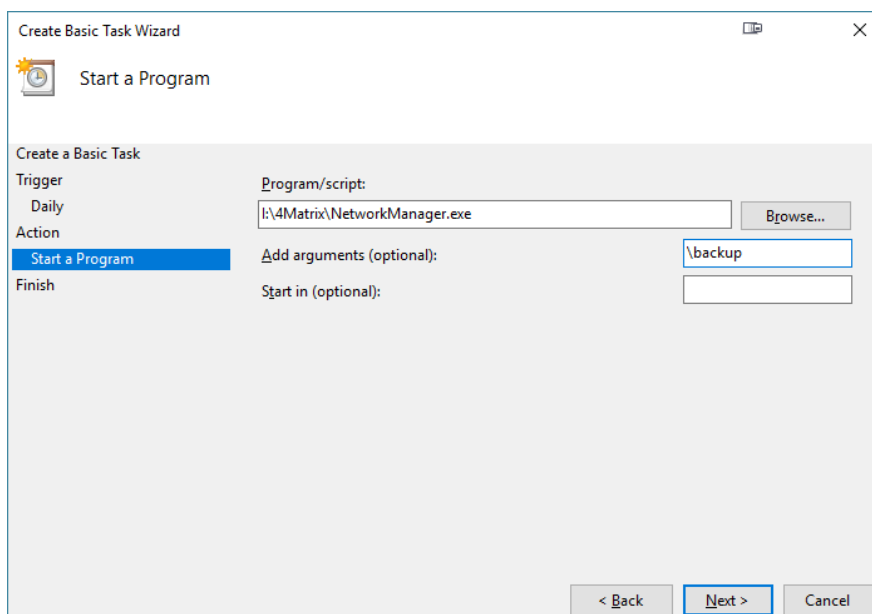 Create Basic Task Wizard
Start a Program
Create a Basic Task
Trigger
Daily
Action
Start a Program
Finish
Program/script:
I:\4Matrix\NetworkManager.exe
Browse...
Add arguments (optional):
\backup
Start in (optional):
< Back
Next >
Cancel